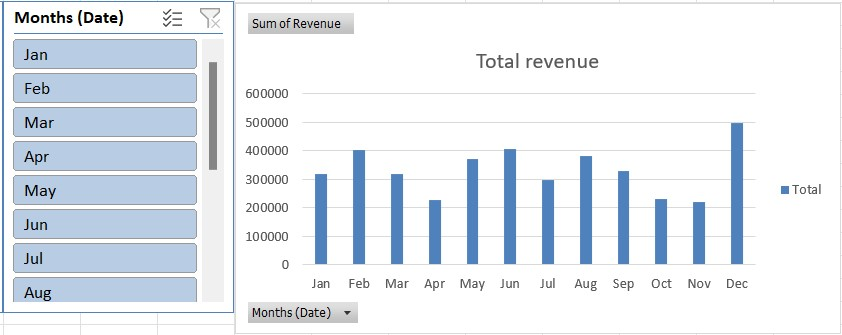 Months (Date)
Jan
Feb
Mar
Apr
May
Jun
Jul
Aug
Sum of Revenue
Total revenue
600000
500000
400000
300000
200000
100000
0
Jan Feb Mar Apr May Jun Jul Aug Sep Oct Nov Dec
Total
Months (Date)